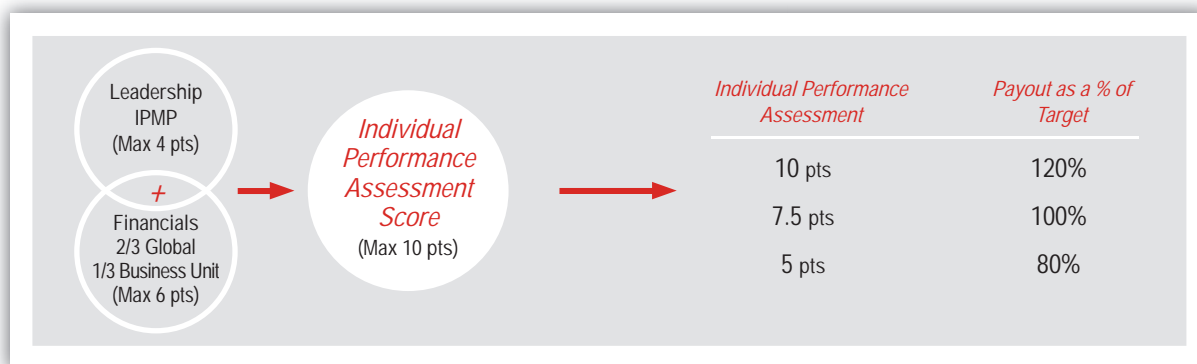 Leadership
IPMP
(Max 4 pts)
+
Financials
2/3 Global
1/3 Business Unit
(Max 6 pts)
Individual
Performance
Assessment
Score
(Max 10 pts)
Individual Performance
Assessment
Payout as a % of
Target
10 pts 120%
7.5 pts 100%
5 pts 80%